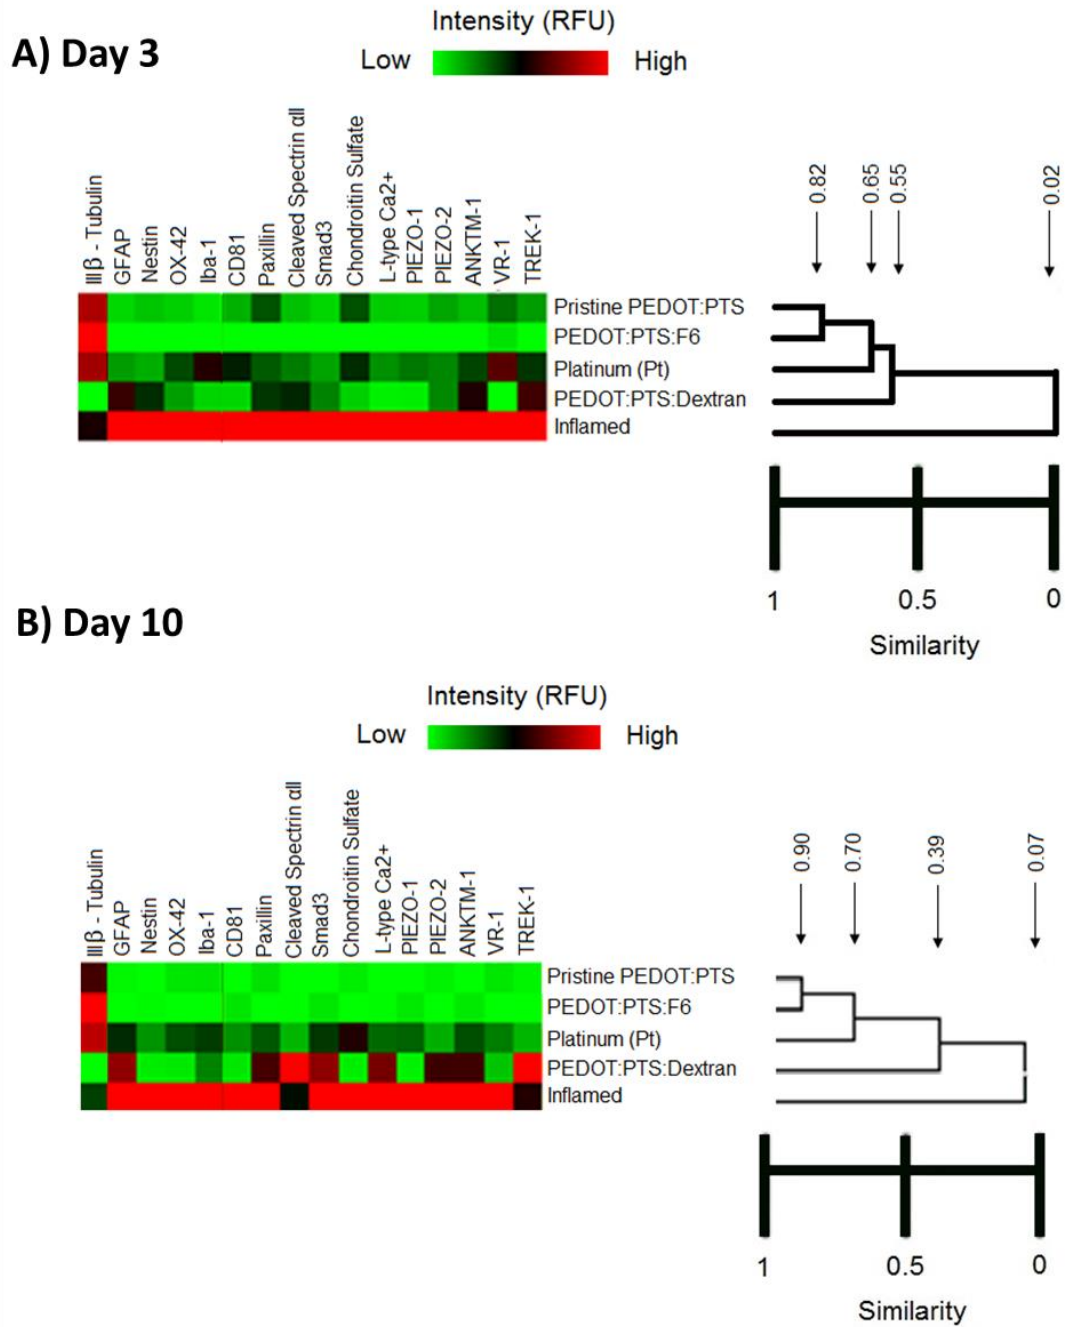 A) Day 3
Intensity (RFU)
Low
High
IIIβ - Tubulin
GFAP
Nestin
OX-42
Iba-1
CD81
Paxillin
Cleaved Spectrin αII
Smad3
Chondroitin Sulfate
L-type Ca2+
PIEZO-1
PIEZO-2
ANKTM-1
VR-1
TREK-1
0.82
0.65
0.55
0.02
Pristine PEDOT:PTS
PEDOT:PTS:F6
Platinum (Pt)
PEDOT:PTS:Dextran
Inflamed
1
0.5
0
Similarity
B) Day 10
Intensity (RFU)
Low
High
IIIβ - Tubulin
GFAP
Nestin
OX-42
Iba-1
CD81
Paxillin
Cleaved Spectrin αII
Smad3
Chondroitin Sulfate
L-type Ca2+
PIEZO-1
PIEZO-2
ANKTM-1
VR-1
TREK-1
0.90
0.70
0.39
0.07
Pristine PEDOT:PTS
PEDOT:PTS:F6
Platinum (Pt)
PEDOT:PTS:Dextran
Inflamed
1
0.5
0
Similarity